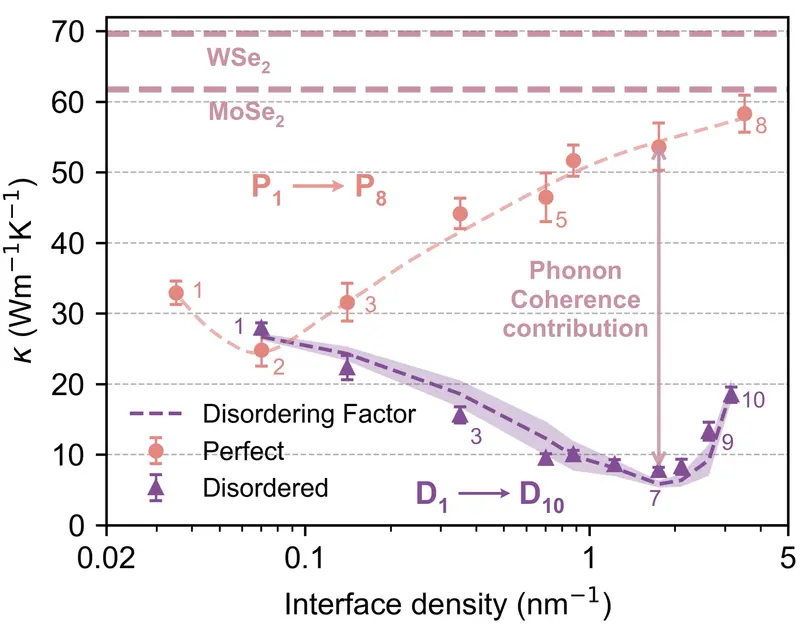 70
60
50
40
30
20
10
0
κ (Wm⁻¹K⁻¹)
WSe₂
MoSe₂
P₁ → P₈
Phonon
Coherence
contribution
1
2
3
5
8
1
3
7
9
10
Disordering Factor
Perfect
Disordered
D₁ → D₁₀
0.02
0.1
1
5
Interface density (nm⁻¹)